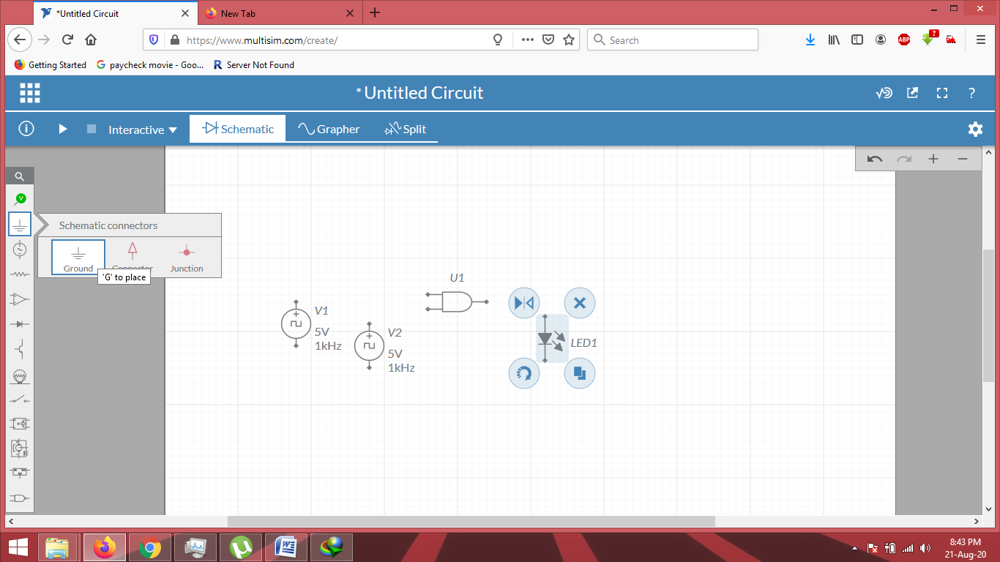 *Untitled Circuit
New Tab
https://www.multisim.com/create/
Search
Getting Started
paycheck movie - Goo...
Server Not Found
* Untitled Circuit
Interactive
Schematic
Grapher
Split
Schematic connectors
Ground
Connector
Junction
'G' to place
V1
5V
1kHz
V2
5V
1kHz
U1
LED1
8:43 PM
21-Aug-20